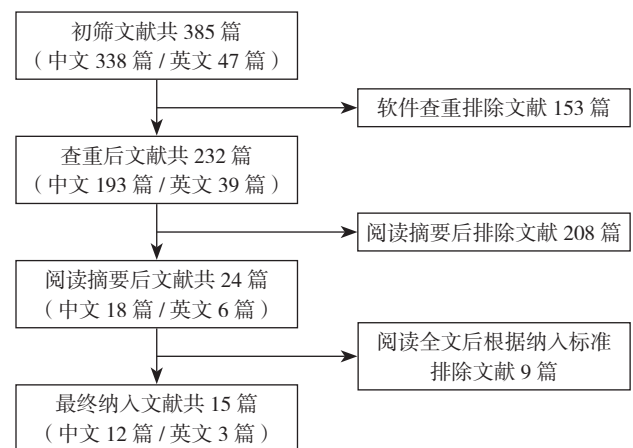 初筛文献共 385 篇
（中文 338 篇 / 英文 47 篇）
软件查重排除文献 153 篇
查重后文献共 232 篇
（中文 193 篇 / 英文 39 篇）
阅读摘要后排除文献 208 篇
阅读摘要后文献共 24 篇
（中文 18 篇 / 英文 6 篇）
阅读全文后根据纳入标准
排除文献 9 篇
最终纳入文献共 15 篇
（中文 12 篇 / 英文 3 篇）